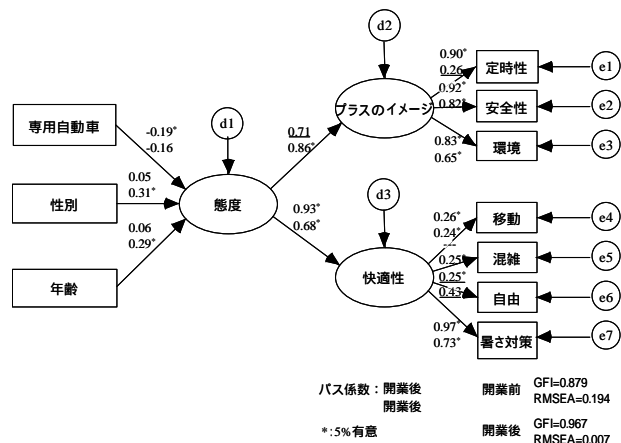 d2
0.90*
0.26
定時性
e1
プラスのイメージ
0.92*
0.82*
安全性
e2
専用自動車
d1
-0.19*
-0.16
0.71
0.86*
0.83*
0.65*
環境
e3
性別
0.05
0.31*
態度
d3
0.93*
0.68*
0.26*
0.24*
移動
e4
年齢
0.06
0.29*
快適性
---
0.25*
混雑
e5
0.25*
0.43
自由
e6
0.97*
0.73*
暑さ対策
e7
パス係数：開業後
開業後
開業前 GFI=0.879
RMSEA=0.194
*:5%有意
開業後 GFI=0.967
RMSEA=0.007